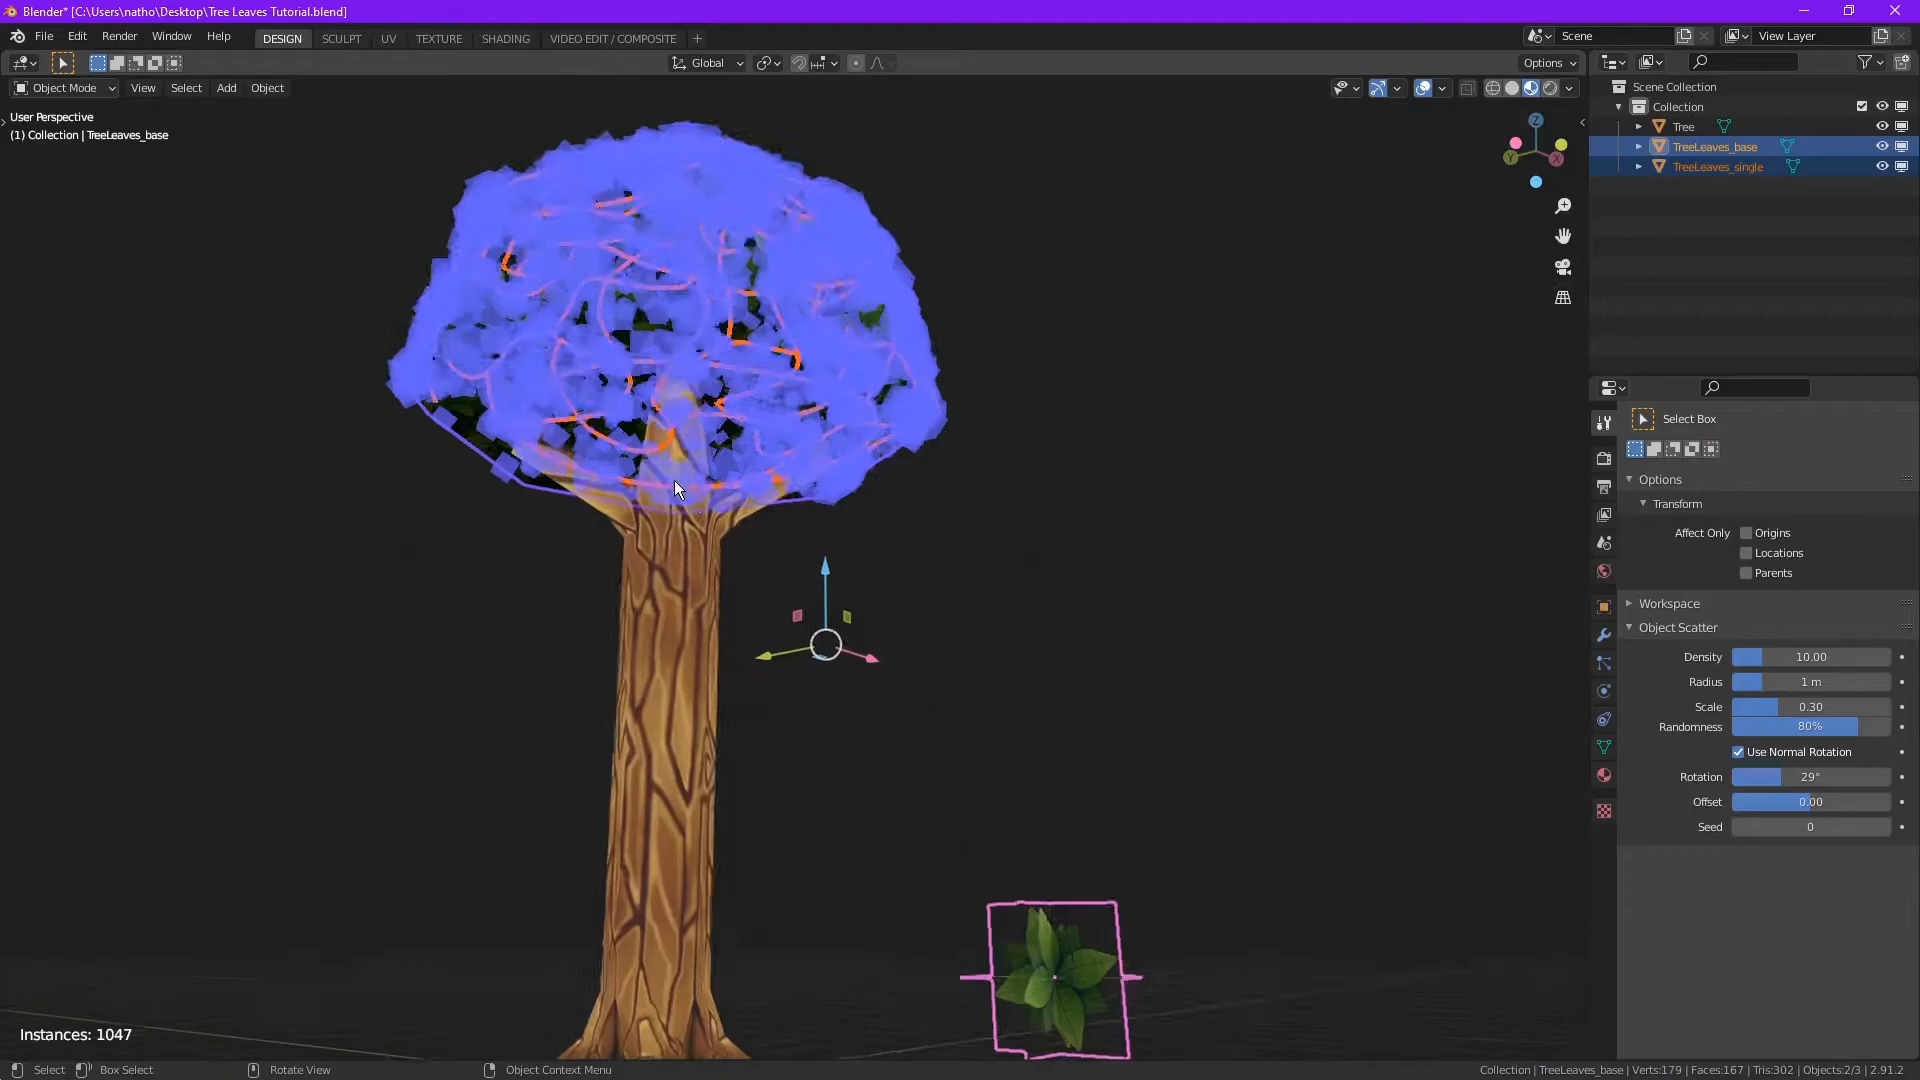 Blender* [C:\Users\natho\Desktop\Tree Leaves Tutorial.blend]
File Edit Render Window Help DESIGN SCULPT UV TEXTURE SHADING VIDEO EDIT / COMPOSITE + Scene View Layer
Global Options
Object Mode View Select Add Object
User Perspective
(1) Collection | TreeLeaves_base
Z
Y X
Scene Collection
Collection
Tree
TreeLeaves_base
TreeLeaves_single
Select Box
Options
Transform
Affect Only Origins
Locations
Parents
Workspace
Object Scatter
Density 10.00
Radius 1 m
Scale 0.30
Randomness 80%
Use Normal Rotation
Rotation 29°
Offset 0.00
Seed 0
Instances: 1047
Select Box Select Rotate View Object Context Menu Collection | TreeLeaves_base | Verts:179 | Faces:167 | Tris:302 | Objects:2/3 | 2.91.2